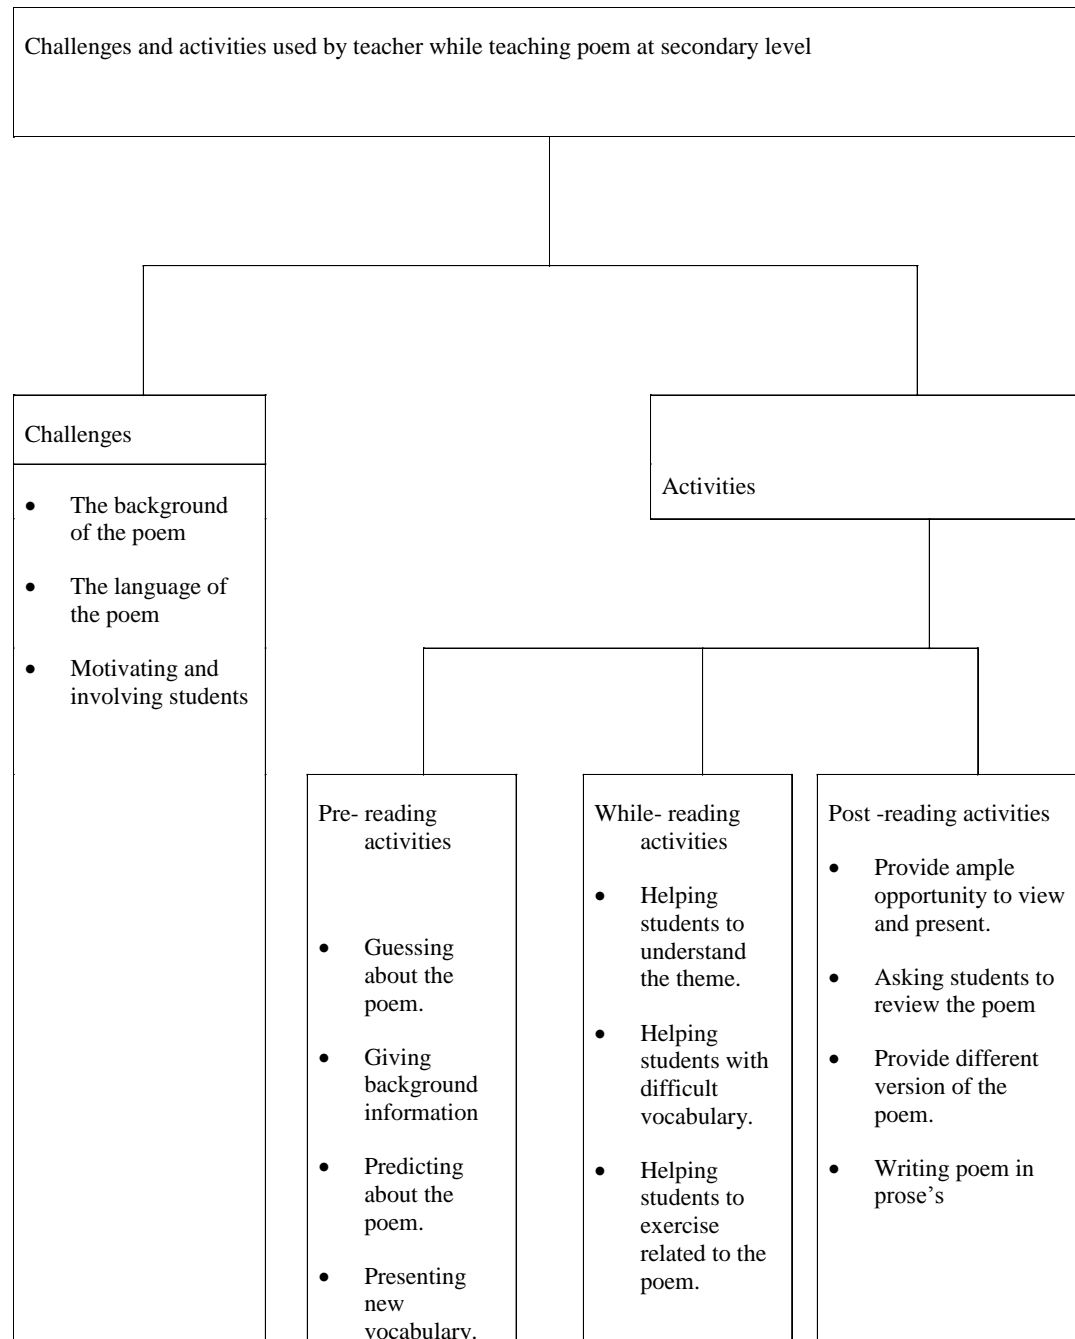 Challenges and activities used by teacher while teaching poem at secondary level
Challenges
• The background
of the poem
• The language of
the poem
• Motivating and
involving students
Activities
Pre- reading
activities
• Guessing
about the
poem.
• Giving
background
information
• Predicting
about the
poem.
• Presenting
new
vocabulary.
While- reading
activities
• Helping
students to
understand
the theme.
• Helping
students with
difficult
vocabulary.
• Helping
students to
exercise
related to the
poem.
Post -reading activities
• Provide ample
opportunity to view
and present.
• Asking students to
review the poem
• Provide different
version of the
poem.
• Writing poem in
prose’s